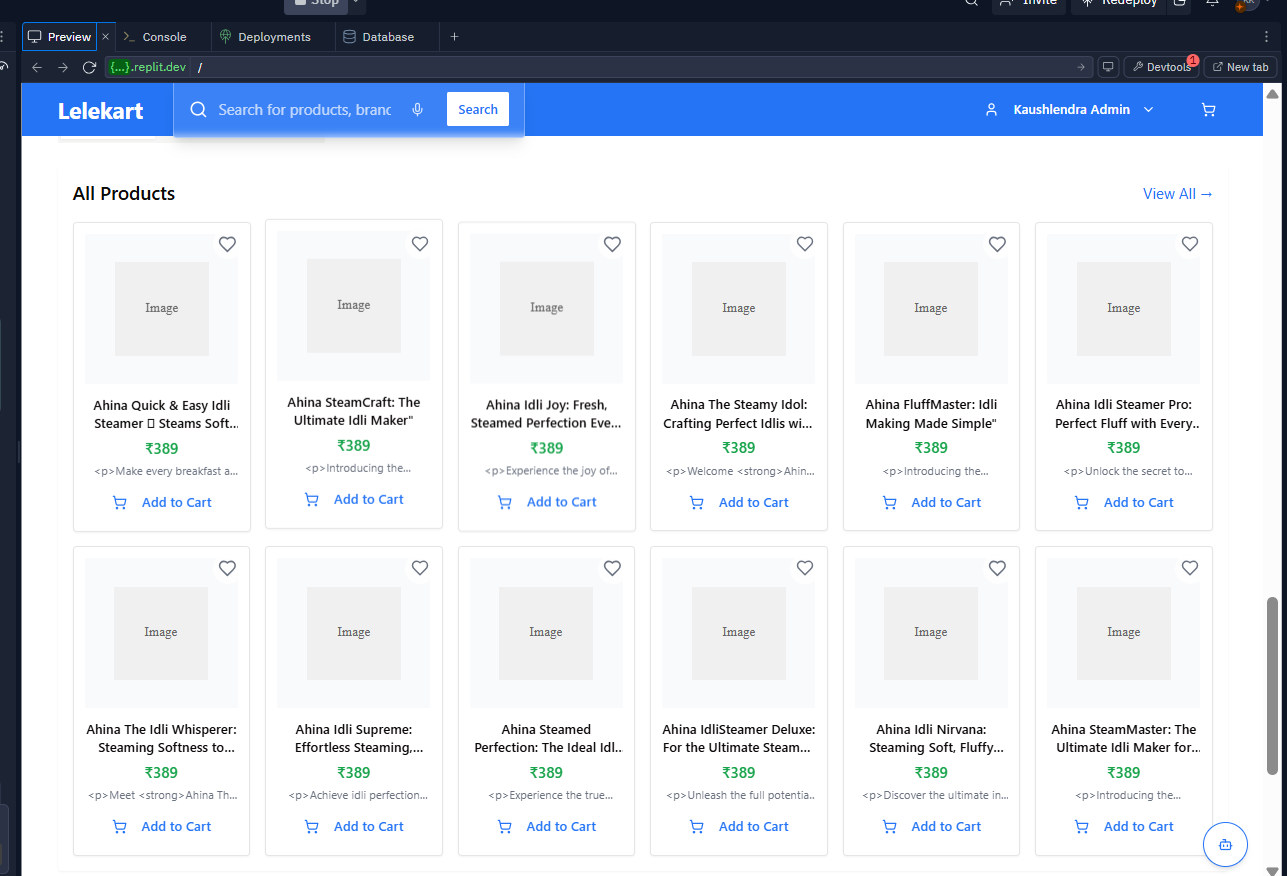 Stop
Invite
Redeploy
KK
Preview
Console
Deployments
Database
{...}.replit.dev
/
Devtools
1
New tab
Lelekart
Search for products, branc
Search
Kaushlendra Admin
All Products
View All →
Image
Image
Image
Image
Image
Image
Ahina Quick & Easy Idli
Steamer ▯ Steams Soft...
₹389
<p>Make every breakfast a...
Add to Cart
Ahina SteamCraft: The
Ultimate Idli Maker"
₹389
<p>Introducing the...
Add to Cart
Ahina Idli Joy: Fresh,
Steamed Perfection Eve...
₹389
<p>Experience the joy of...
Add to Cart
Ahina The Steamy Idol:
Crafting Perfect Idlis wi...
₹389
<p>Welcome <strong>Ahin...
Add to Cart
Ahina FluffMaster: Idli
Making Made Simple"
₹389
<p>Introducing the...
Add to Cart
Ahina Idli Steamer Pro:
Perfect Fluff with Every...
₹389
<p>Unlock the secret to...
Add to Cart
Image
Image
Image
Image
Image
Image
Ahina The Idli Whisperer:
Steaming Softness to...
₹389
<p>Meet <strong>Ahina Th...
Add to Cart
Ahina Idli Supreme:
Effortless Steaming,...
₹389
<p>Achieve idli perfection...
Add to Cart
Ahina Steamed
Perfection: The Ideal Idl..
₹389
<p>Experience the true...
Add to Cart
Ahina IdliSteamer Deluxe:
For the Ultimate Steam...
₹389
<p>Unleash the full potentia..
Add to Cart
Ahina Idli Nirvana:
Steaming Soft, Fluffy...
₹389
<p>Discover the ultimate in...
Add to Cart
Ahina SteamMaster: The
Ultimate Idli Maker for...
₹389
<p>Introducing the...
Add to Cart